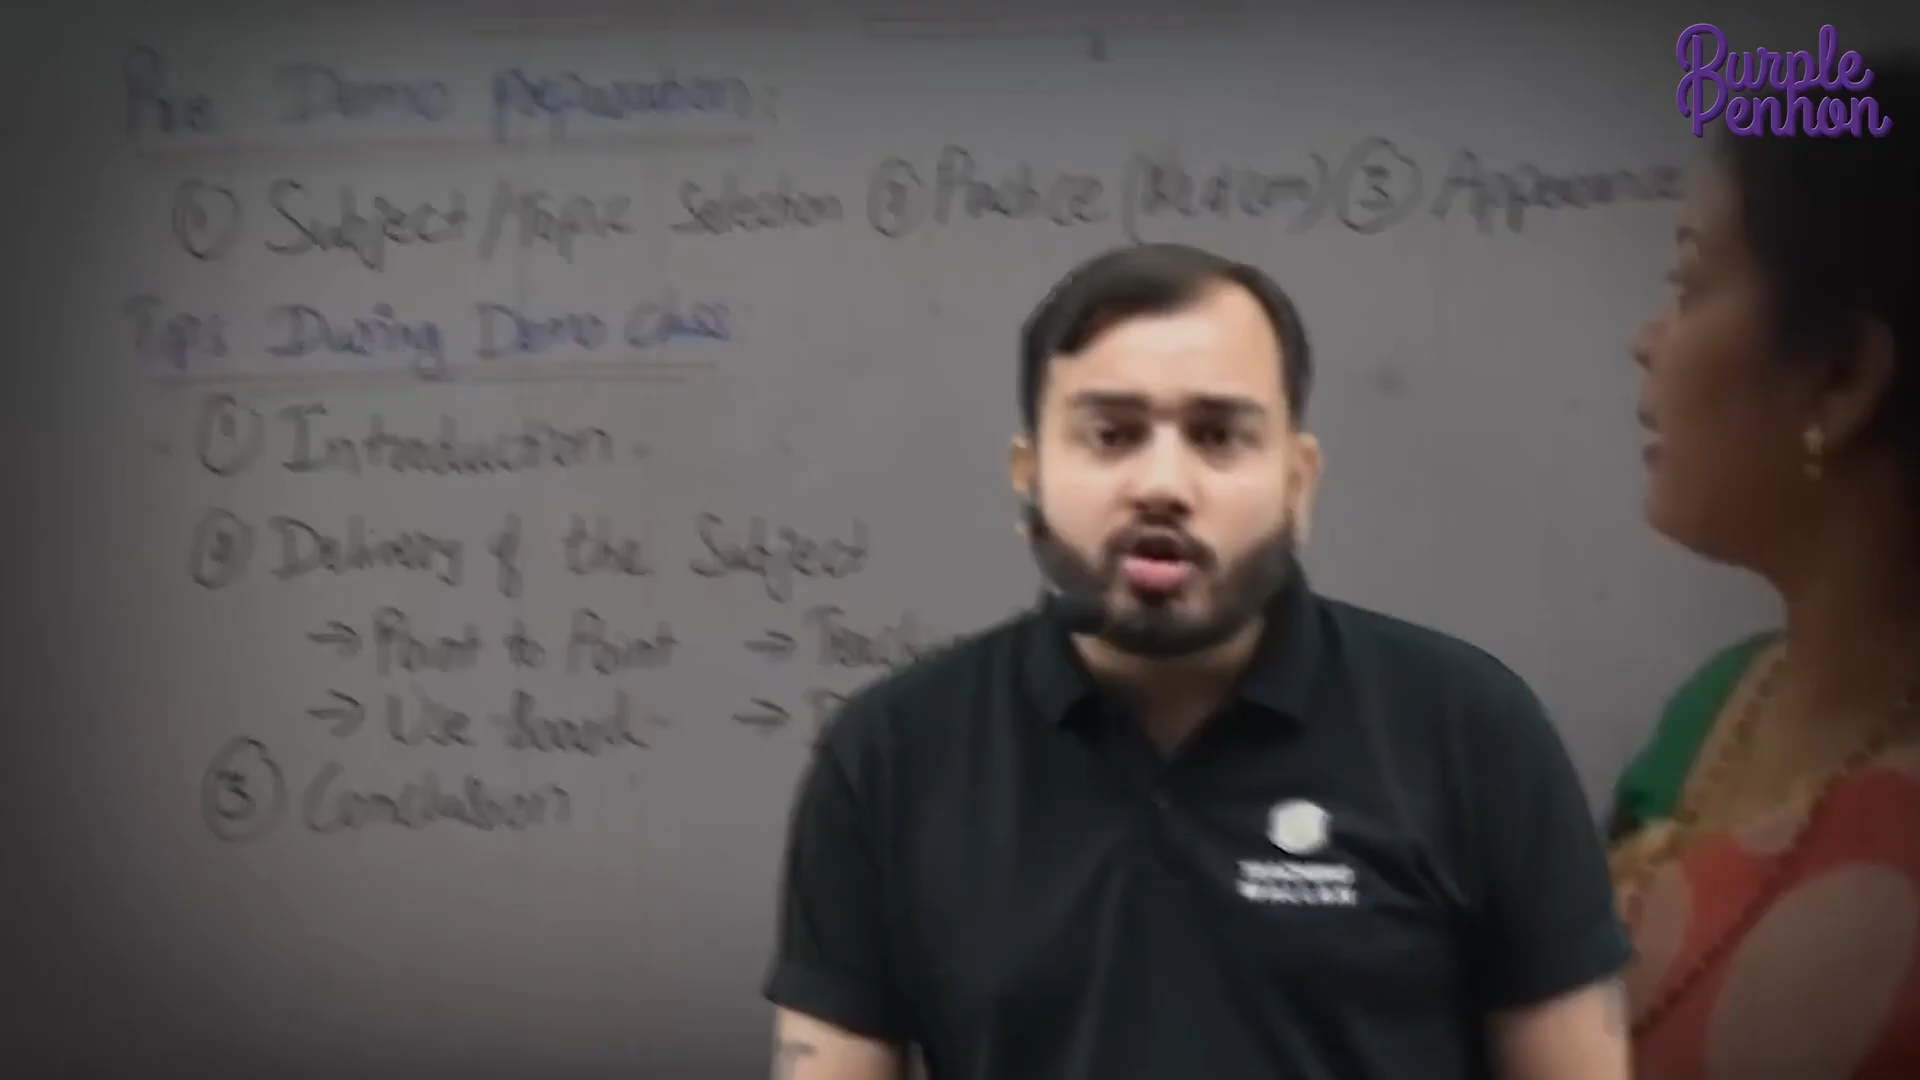 Burple
Penhon
Pre Demo preparation:
① Subject/Topic Selection ② Practice ③ Appearance
Tips During Demo class
① Introduction
② Delivery of the Subject
→ Point to Point →
→ Use board →
③ Conclusion